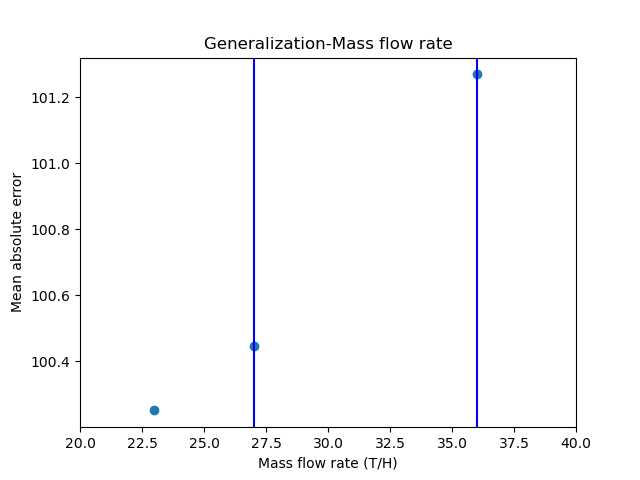 Generalization-Mass flow rate
Mean absolute error
101.2
101.0
100.8
100.6
100.4
20.0 22.5 25.0 27.5 30.0 32.5 35.0 37.5 40.0
Mass flow rate (T/H)